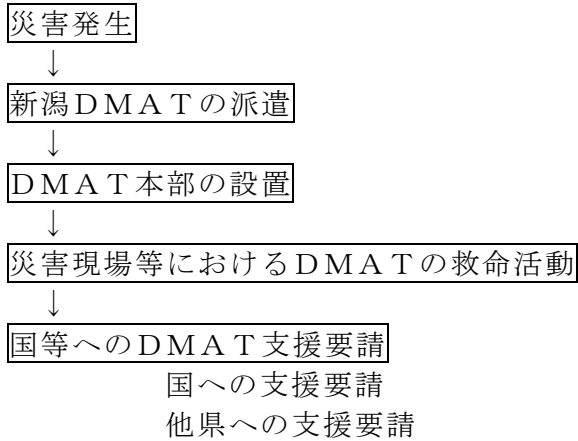 災害発生
↓
新潟ＤＭＡＴの派遣
↓
ＤＭＡＴ本部の設置
↓
災害現場等におけるＤＭＡＴの救命活動
↓
国等へのＤＭＡＴ支援要請
国への支援要請
他県への支援要請